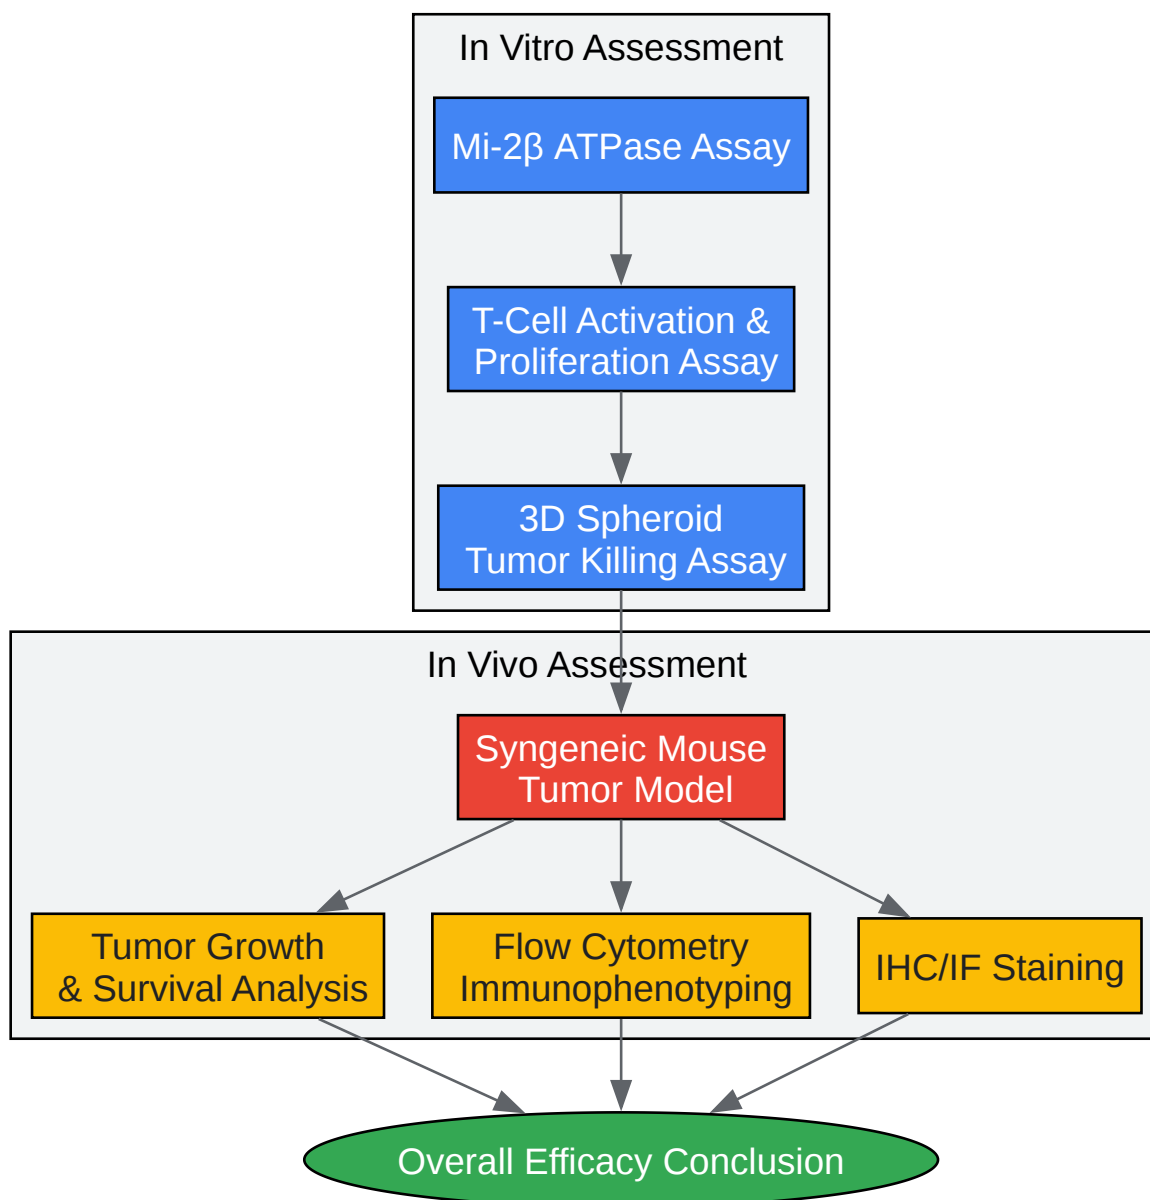 In Vitro Assessment
Mi-2β ATPase Assay
T-Cell Activation &
Proliferation Assay
3D Spheroid
Tumor Killing Assay
In Vivo Assessment
Syngeneic Mouse
Tumor Model
Tumor Growth
& Survival Analysis
Flow Cytometry
Immunophenotyping
IHC/IF Staining
Overall Efficacy Conclusion